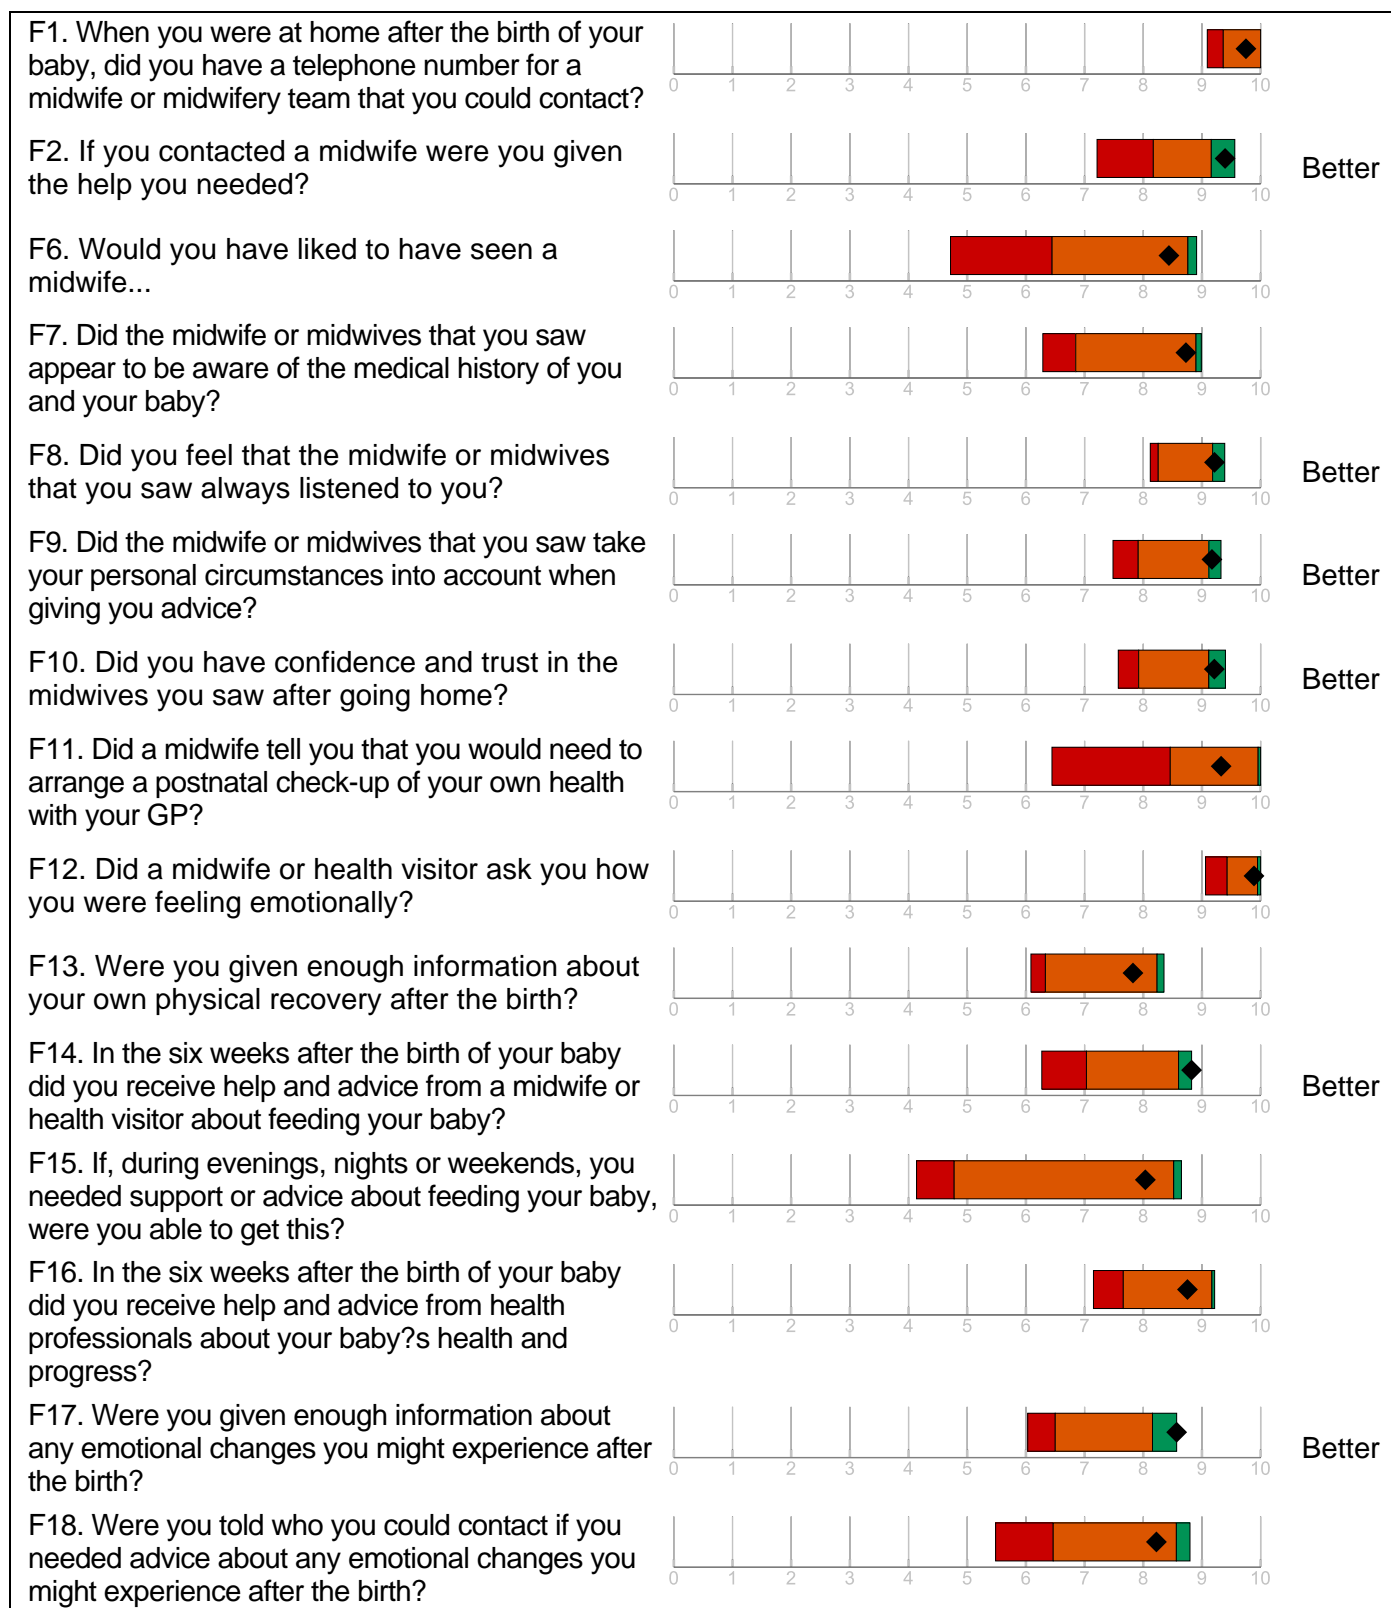 F1. When you were at home after the birth of your
baby, did you have a telephone number for a
midwife or midwifery team that you could contact?
0 1 2 3 4 5 6 7 8 9 10
F2. If you contacted a midwife were you given
the help you needed?
Better
0 1 2 3 4 5 6 7 8 9 10
F6. Would you have liked to have seen a
midwife...
0 1 2 3 4 5 6 7 8 9 10
F7. Did the midwife or midwives that you saw
appear to be aware of the medical history of you
and your baby?
0 1 2 3 4 5 6 7 8 9 10
F8. Did you feel that the midwife or midwives
that you saw always listened to you?
Better
0 1 2 3 4 5 6 7 8 9 10
F9. Did the midwife or midwives that you saw take
your personal circumstances into account when
giving you advice?
Better
0 1 2 3 4 5 6 7 8 9 10
F10. Did you have confidence and trust in the
midwives you saw after going home?
Better
0 1 2 3 4 5 6 7 8 9 10
F11. Did a midwife tell you that you would need to
arrange a postnatal check-up of your own health
with your GP?
0 1 2 3 4 5 6 7 8 9 10
F12. Did a midwife or health visitor ask you how
you were feeling emotionally?
0 1 2 3 4 5 6 7 8 9 10
F13. Were you given enough information about
your own physical recovery after the birth?
0 1 2 3 4 5 6 7 8 9 10
F14. In the six weeks after the birth of your baby
did you receive help and advice from a midwife or
health visitor about feeding your baby?
Better
0 1 2 3 4 5 6 7 8 9 10
F15. If, during evenings, nights or weekends, you
needed support or advice about feeding your baby,
were you able to get this?
0 1 2 3 4 5 6 7 8 9 10
F16. In the six weeks after the birth of your baby
did you receive help and advice from health
professionals about your baby?s health and
progress?
0 1 2 3 4 5 6 7 8 9 10
F17. Were you given enough information about
any emotional changes you might experience after
the birth?
Better
0 1 2 3 4 5 6 7 8 9 10
F18. Were you told who you could contact if you
needed advice about any emotional changes you
might experience after the birth?
0 1 2 3 4 5 6 7 8 9 10